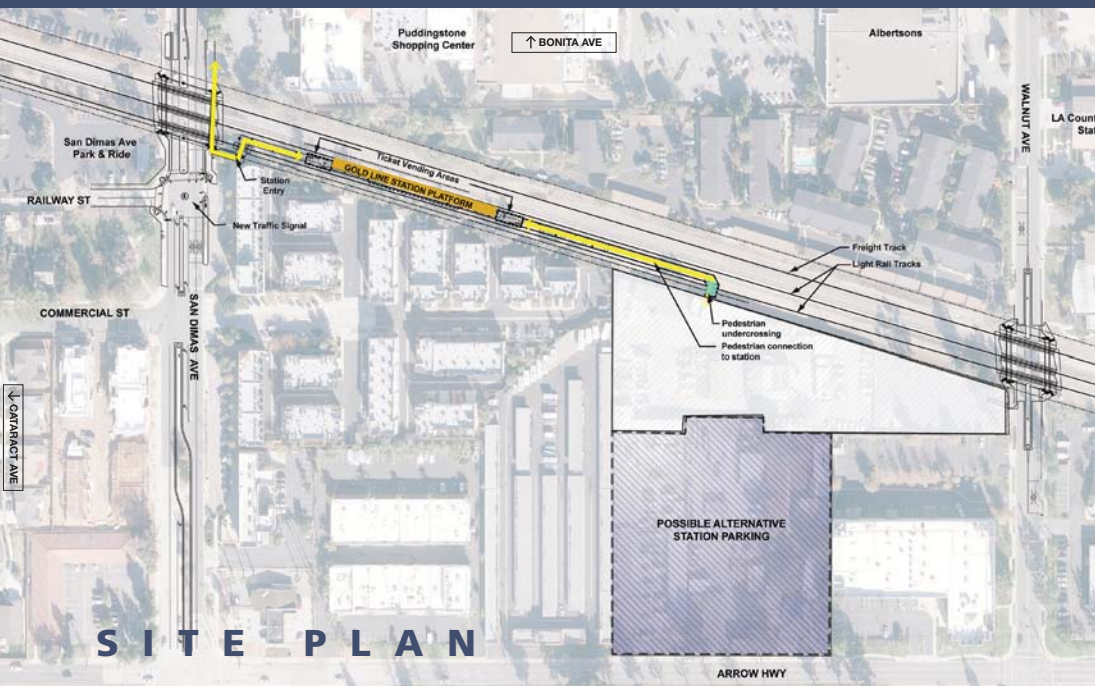 Puddingstone
Shopping Center
↑ BONITA AVE
Albertsons
WALNUT AVE
LA Coun
Sta
San Dimas Ave
Park & Ride
Ticket Vending Areas
GOLD LINE STATION PLATFORM
Station
Entry
RAILWAY ST
New Traffic Signal
Freight Track
Light Rail Tracks
COMMERCIAL ST
SAN DIMAS AVE
Pedestrian
undercrossing
Pedestrian connection
to station
← CATARACT AVE
POSSIBLE ALTERNATIVE
STATION PARKING
SITE PLAN
ARROW HWY